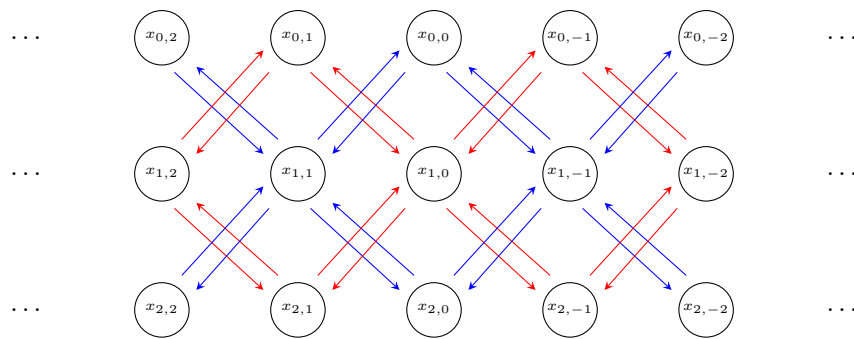 … x_{0,2} x_{0,1} x_{0,0} x_{0,−1} x_{0,−2} …
… x_{1,2} x_{1,1} x_{1,0} x_{1,−1} x_{1,−2} …
… x_{2,2} x_{2,1} x_{2,0} x_{2,−1} x_{2,−2} …